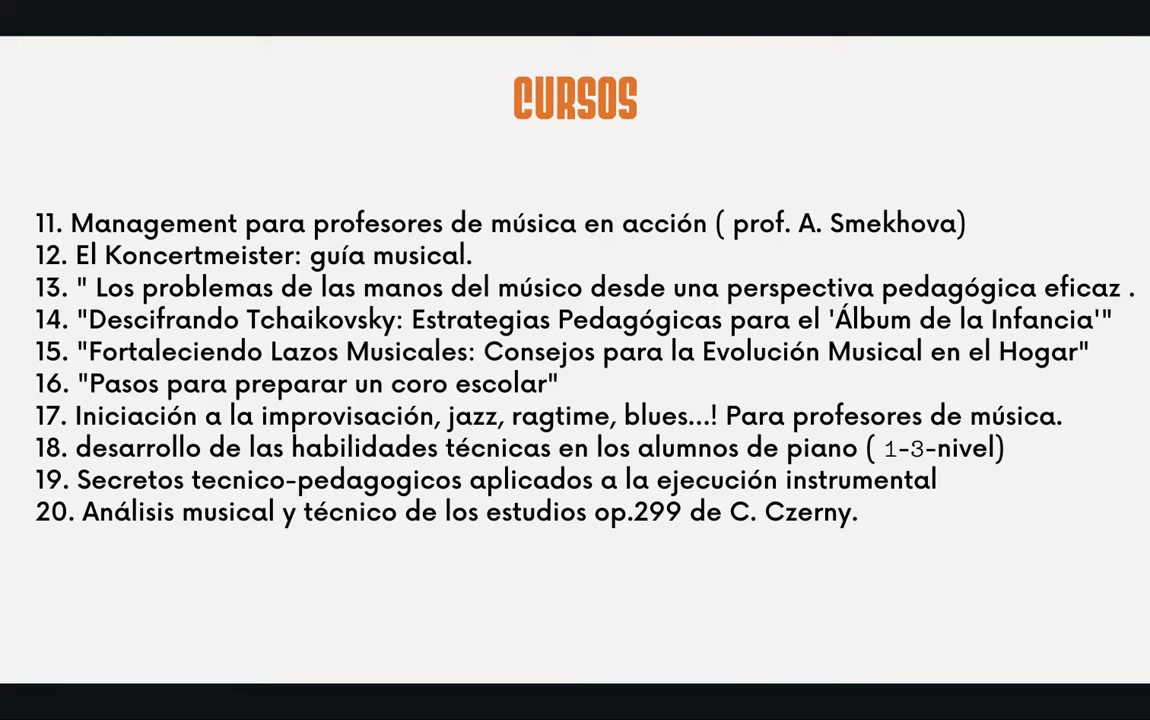 CURSOS
11. Management para profesores de música en acción ( prof. A. Smekhova)
12. El Koncertmeister: guía musical.
13. " Los problemas de las manos del músico desde una perspectiva pedagógica eficaz .
14. "Descifrando Tchaikovsky: Estrategias Pedagógicas para el 'Álbum de la Infancia'"
15. "Fortaleciendo Lazos Musicales: Consejos para la Evolución Musical en el Hogar"
16. "Pasos para preparar un coro escolar"
17. Iniciación a la improvisación, jazz, ragtime, blues...! Para profesores de música.
18. desarrollo de las habilidades técnicas en los alumnos de piano ( 1-3-nivel)
19. Secretos tecnico-pedagogicos aplicados a la ejecución instrumental
20. Análisis musical y técnico de los estudios op.299 de C. Czerny.